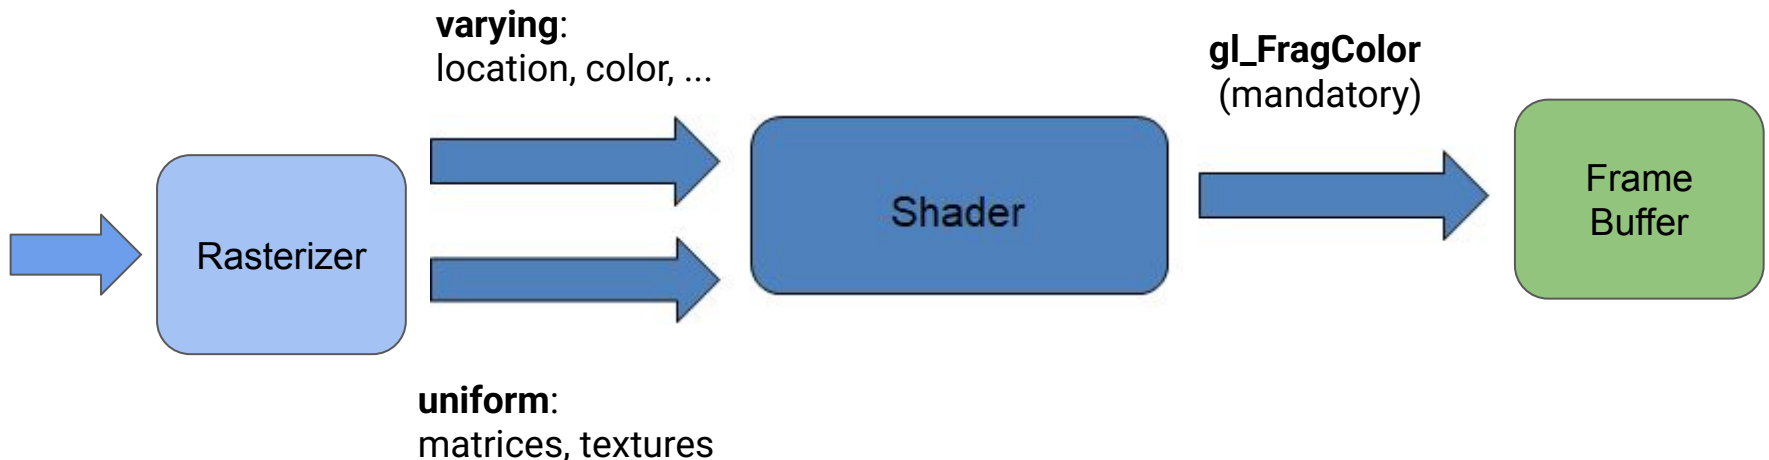 varying:
location, color, ...
gl_FragColor
(mandatory)
Rasterizer
Shader
Frame
Buffer
uniform:
matrices, textures